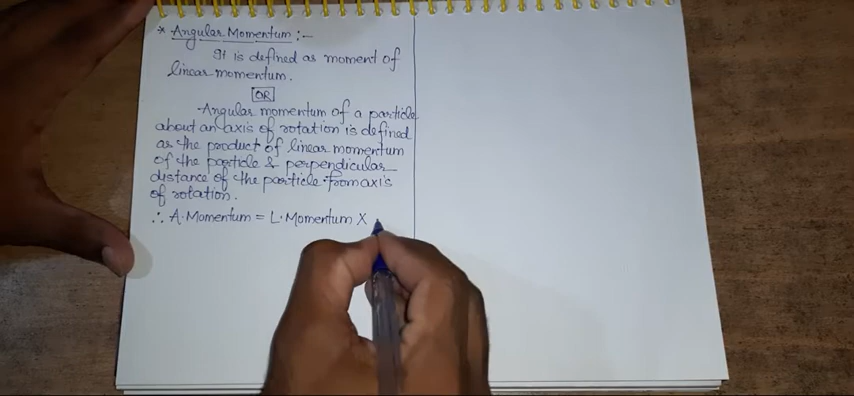 * Angular Momentum :-
It is defined as moment of
linear momentum.
OR
Angular momentum of a particle
about an axis of rotation is defined
as the product of linear momentum
of the particle & perpendicular
distance of the particle from axis
of rotation.
∴ A. Momentum = L. Momentum X